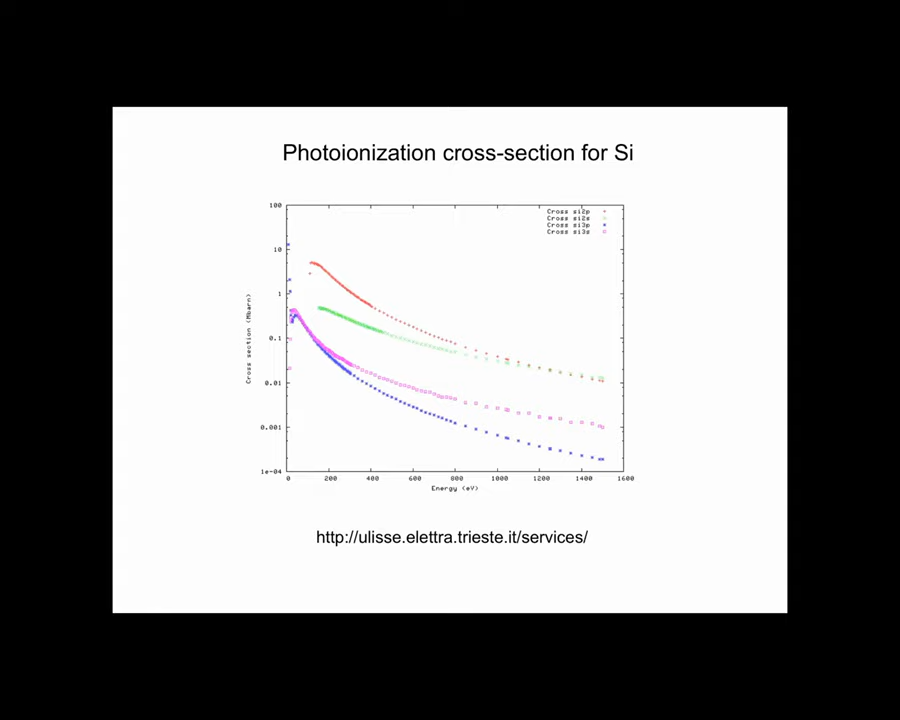 Photoionization cross-section for Si
Cross si2p
Cross si2s
Cross si3p
Cross si3s
100
10
1
0.1
0.01
0.001
1e-04
Cross section (Mbarn)
0 200 400 600 800 1000 1200 1400 1600
Energy (eV)
http://ulisse.elettra.trieste.it/services/